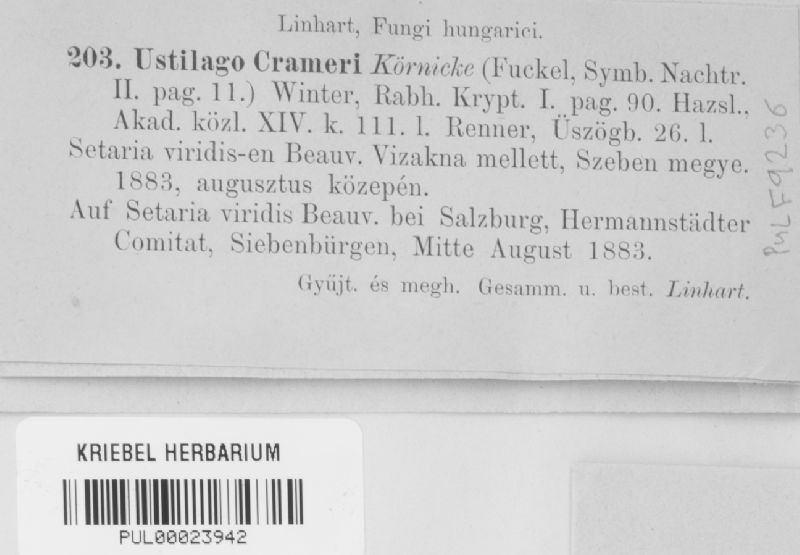 Linhart, Fungi hungarici.
203. Ustilago Crameri Körnicke (Fuckel, Symb. Nachtr.
II. pag. 11.) Winter, Rabh. Krypt. I. pag. 90. Hazsl.,
Akad. közl. XIV. k. 111. l. Renner, Üszögb. 26. l.
Setaria viridis-en Beauv. Vizakna mellett, Szeben megye.
1883, augusztus közepén.
Auf Setaria viridis Beauv. bei Salzburg, Hermannstädter
Comitat, Siebenbürgen, Mitte August 1883.
Gyűjt. és megh. Gesamm. u. best. Linhart.
PUL F9236
KRIEBEL HERBARIUM
PUL00023942